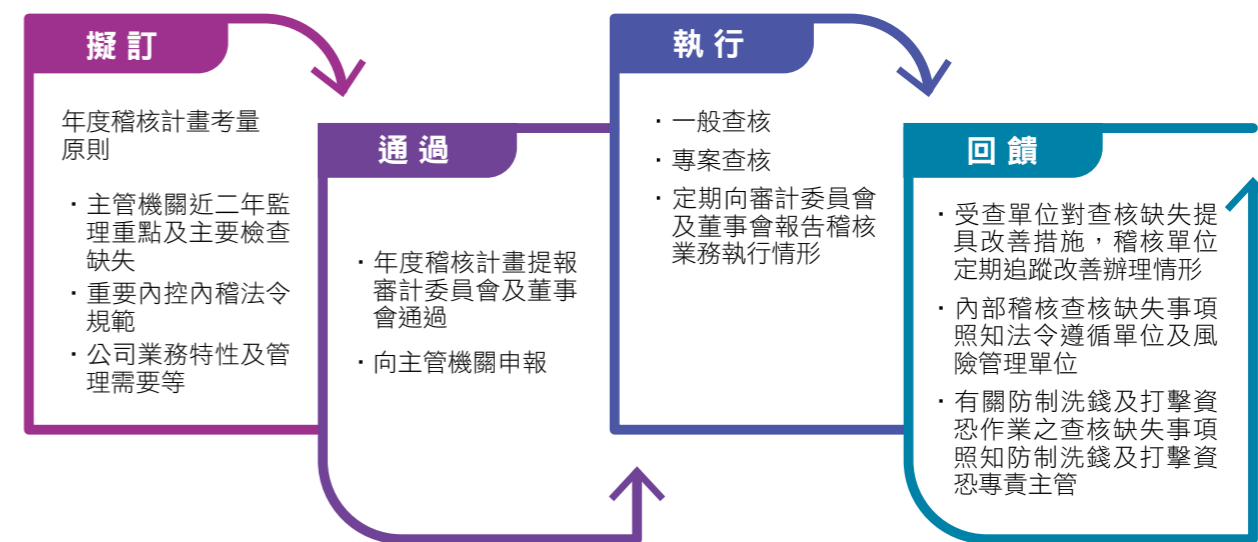 擬訂
年度稽核計畫考量
原則
・主管機關近二年監
理重點及主要檢查
缺失
・重要內控內稽法令
規範
・公司業務特性及管
理需要等
通過
・年度稽核計畫提報
審計委員會及董事
會通過
・向主管機關申報
執行
・一般查核
・專案查核
・定期向審計委員會
及董事會報告稽核
業務執行情形
回饋
・受查單位對查核缺失提
具改善措施，稽核單位
定期追蹤改善辦理情形
・內部稽核查核缺失事項
照知法令遵循單位及風
險管理單位
・有關防制洗錢及打擊資
恐作業之查核缺失事項
照知防制洗錢及打擊資
恐專責主管